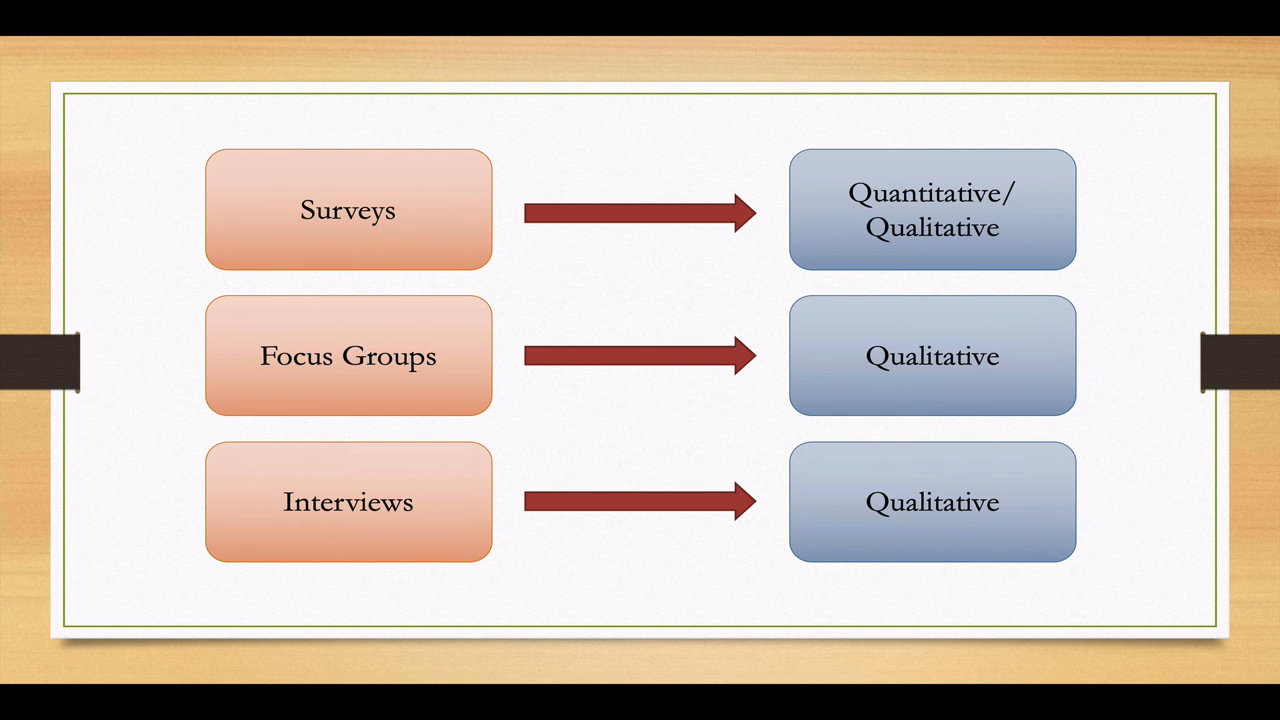 Surveys
Quantitative/
Qualitative
Focus Groups
Qualitative
Interviews
Qualitative